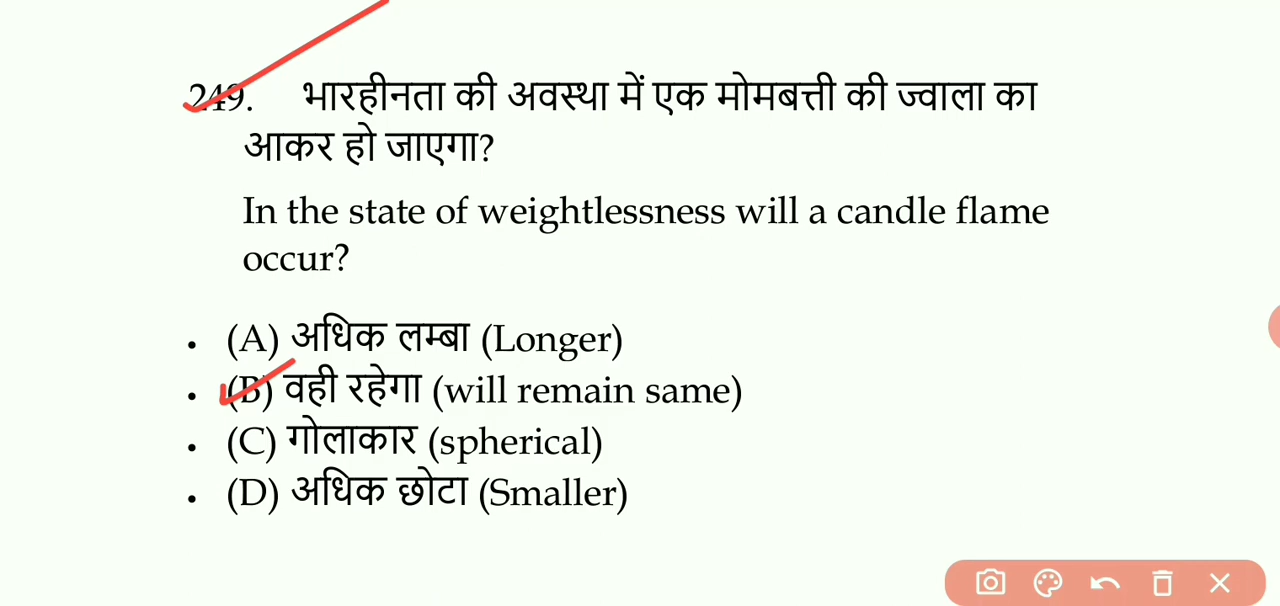 249. भारहीनता की अवस्था में एक मोमबत्ती की ज्वाला का
आकर हो जाएगा?
In the state of weightlessness will a candle flame
occur?
• (A) अधिक लम्बा (Longer)
• (B) वही रहेगा (will remain same)
• (C) गोलाकार (spherical)
• (D) अधिक छोटा (Smaller)